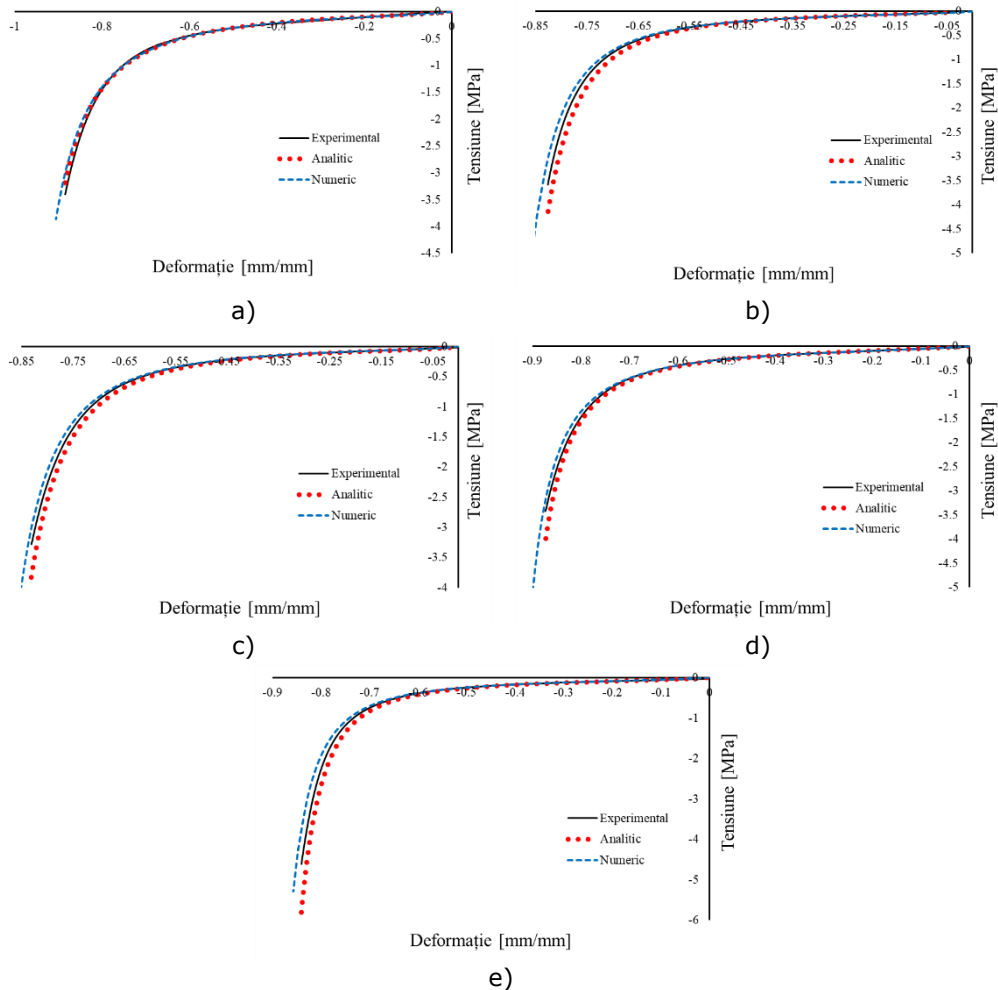 -1 -0.8 -0.6 -0.4 -0.2 0
0
-0.5
-1
-1.5
-2
-2.5
-3
-3.5
-4
-4.5
Tensiune [MPa]
Experimental
Analitic
Numeric
Deformație [mm/mm]
a)
-0.85 -0.75 -0.65 -0.55 -0.45 -0.35 -0.25 -0.15 -0.05
0
-0.5
-1
-1.5
-2
-2.5
-3
-3.5
-4
-4.5
-5
Tensiune [MPa]
Experimental
Analitic
Numeric
Deformație [mm/mm]
b)
-0.85 -0.75 -0.65 -0.55 -0.45 -0.35 -0.25 -0.15 -0.05
0
-0.5
-1
-1.5
-2
-2.5
-3
-3.5
-4
Tensiune [MPa]
Experimental
Analitic
Numeric
Deformație [mm/mm]
c)
-0.9 -0.8 -0.7 -0.6 -0.5 -0.4 -0.3 -0.2 -0.1 0
0
-0.5
-1
-1.5
-2
-2.5
-3
-3.5
-4
-4.5
-5
Tensiune [MPa]
Experimental
Analitic
Numeric
Deformație [mm/mm]
d)
-0.9 -0.8 -0.7 -0.6 -0.5 -0.4 -0.3 -0.2 -0.1 0
0
-1
-2
-3
-4
-5
-6
Tensiune [MPa]
Experimental
Analitic
Numeric
Deformație [mm/mm]
e)